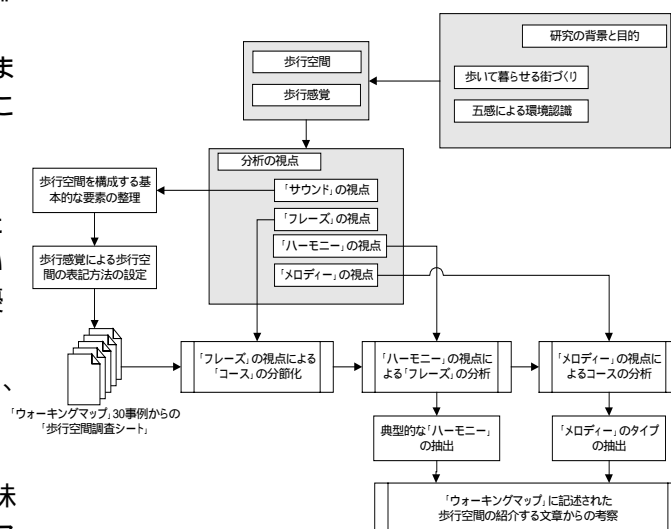 研究の背景と目的
歩いて暮らせる街づくり
五感による環境認識
歩行空間
歩行感覚
分析の視点
「サウンド」の視点
「フレーズ」の視点
「ハーモニー」の視点
「メロディー」の視点
歩行空間を構成する基
本的な要素の整理
歩行感覚による歩行空
間の表記方法の設定
「ウォーキングマップ」30事例からの
「歩行空間調査シート」
「フレーズ」の視点による
「コース」の分節化
「ハーモニー」の視点に
よる「フレーズ」の分析
「メロディー」の視点に
よるコースの分析
典型的な「ハーモニー」
の抽出
「メロディー」のタイプ
の抽出
「ウォーキングマップ」に記述された
歩行空間の紹介する文章からの考察
ま
こ
、
味